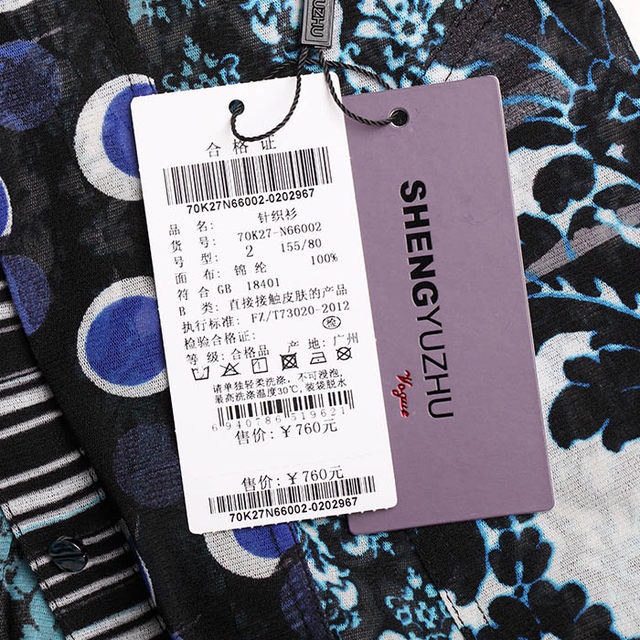 YUZHU
合格证
70K27N66002-0202967
品名: 针织衫
货号: 70K27-N66002
型号: 2 155/80
面布: 锦纶 100%
符合 GB 18401
B 类: 直接接触皮肤的产品
执行标准: FZ/T73020-2012
检验合格证: 检
等级: 合格品 产地: 广州
请单独轻柔洗涤, 不可浸泡,
最高洗涤温度30℃, 装袋脱水
6940786319621
售价: ¥760元
售价: ¥760元
70K27N66002-0202967
SHENGYUZHU
Vogue